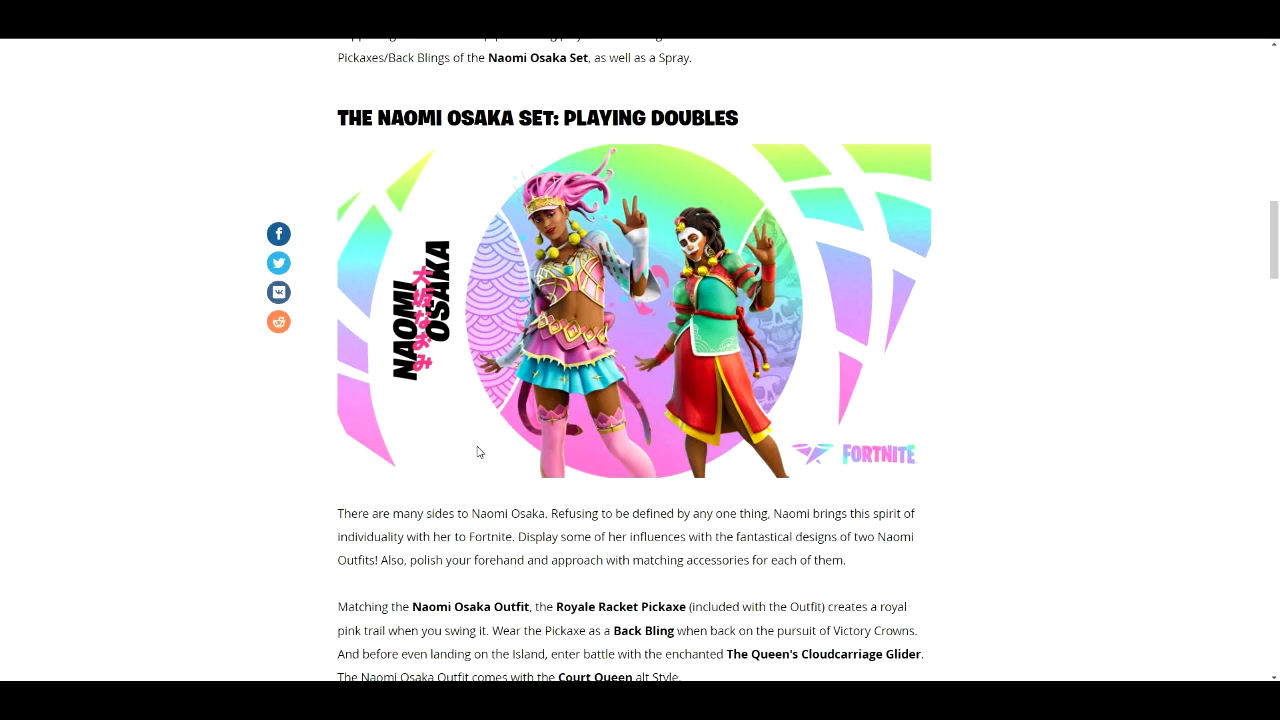 Pickaxes/Back Blings of the Naomi Osaka Set, as well as a Spray.
THE NAOMI OSAKA SET: PLAYING DOUBLES
NAOMI
大坂なおみ
OSAKA
FORTNITE
There are many sides to Naomi Osaka. Refusing to be defined by any one thing, Naomi brings this spirit of
individuality with her to Fortnite. Display some of her influences with the fantastical designs of two Naomi
Outfits! Also, polish your forehand and approach with matching accessories for each of them.
Matching the Naomi Osaka Outfit, the Royale Racket Pickaxe (included with the Outfit) creates a royal
pink trail when you swing it. Wear the Pickaxe as a Back Bling when back on the pursuit of Victory Crowns.
And before even landing on the Island, enter battle with the enchanted The Queen's Cloudcarriage Glider.
The Naomi Osaka Outfit comes with the Court Queen alt Style.